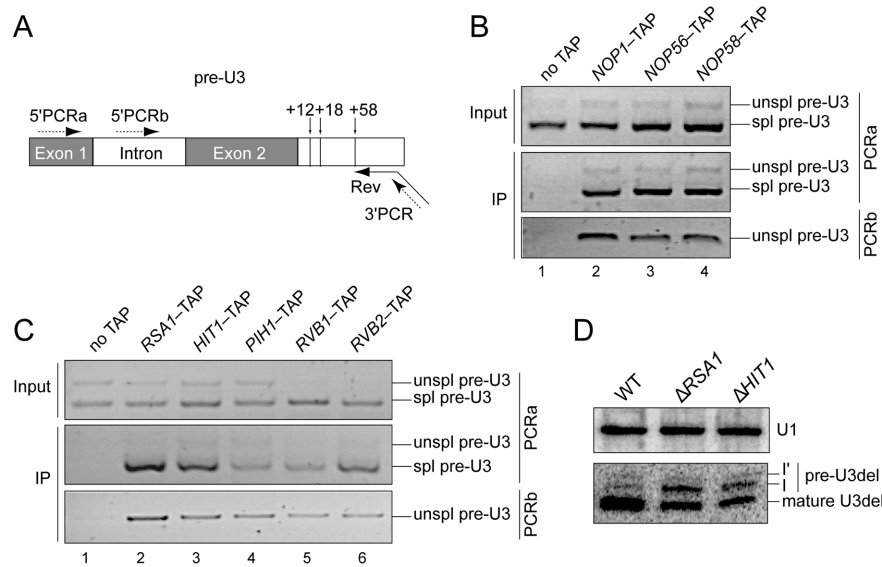 A
pre-U3
+12 +18 +58
5'PCRa 5'PCRb
Exon 1 Intron Exon 2
Rev
3'PCR
B
no TAP NOP1–TAP NOP56–TAP NOP58–TAP
Input
unspl pre-U3
spl pre-U3
IP
unspl pre-U3
spl pre-U3
PCRa
unspl pre-U3
PCRb
1 2 3 4
C
no TAP RSA1–TAP HIT1–TAP PIH1–TAP RVB1–TAP RVB2–TAP
Input
unspl pre-U3
spl pre-U3
IP
unspl pre-U3
spl pre-U3
PCRa
unspl pre-U3
PCRb
1 2 3 4 5 6
D
WT ΔRSA1 ΔHIT1
U1
I'
I
pre-U3del
mature U3del